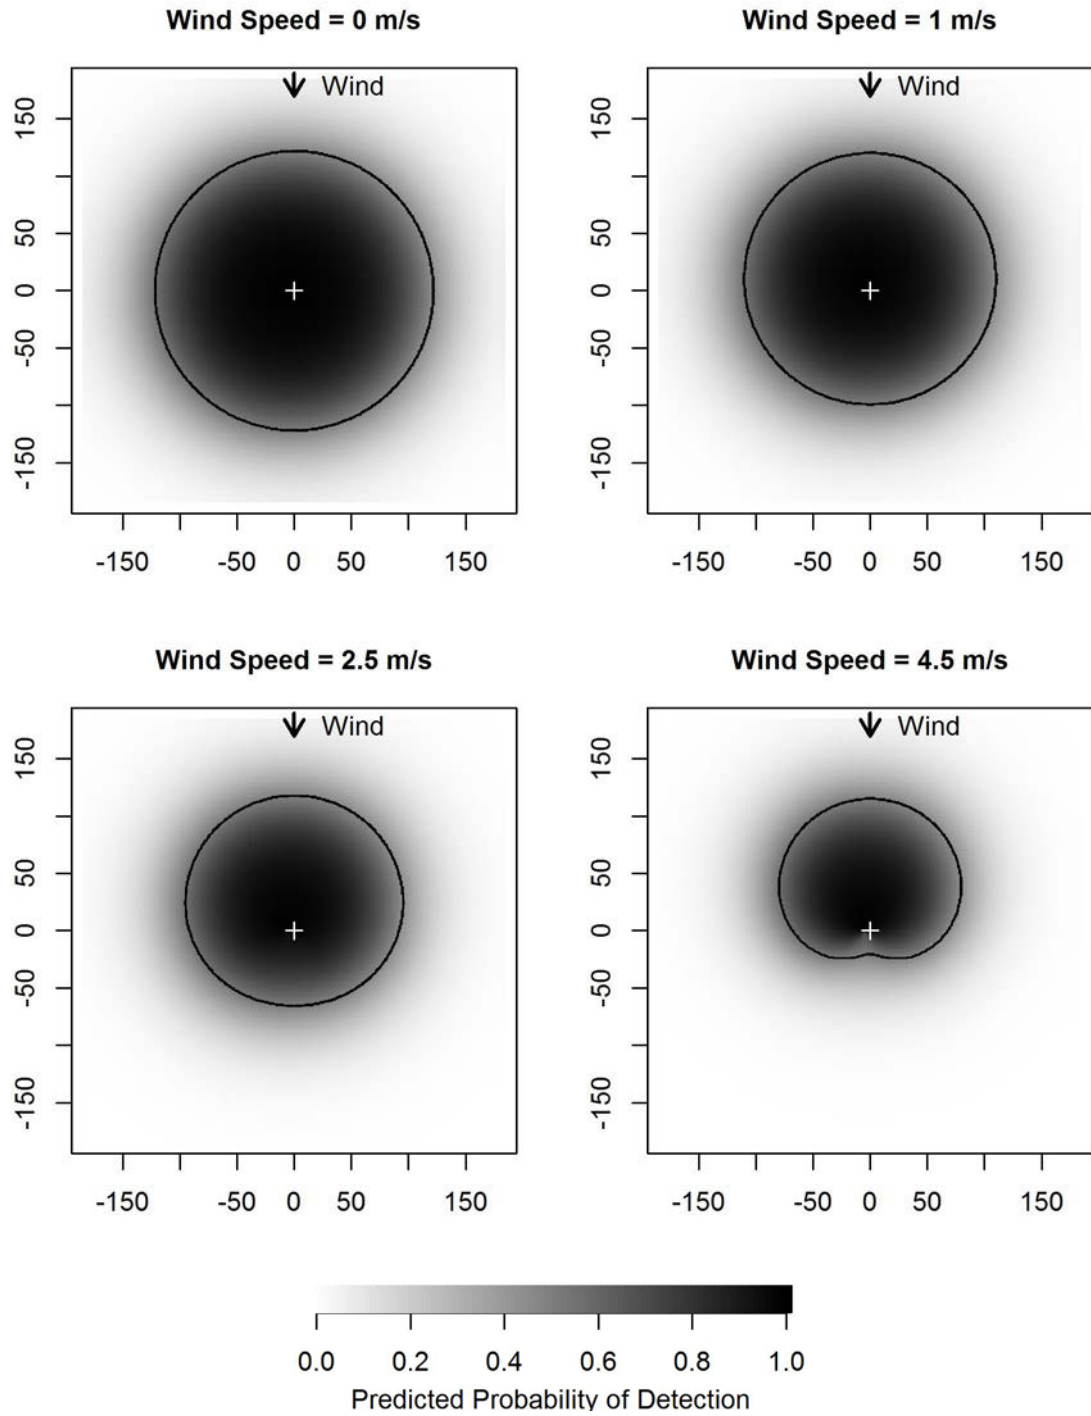 Wind Speed = 0 m/s
Wind
150
50
0
-50
-150
-150 -50 0 50 150
Wind Speed = 1 m/s
Wind
150
50
0
-50
-150
-150 -50 0 50 150
Wind Speed = 2.5 m/s
Wind
150
50
0
-50
-150
-150 -50 0 50 150
Wind Speed = 4.5 m/s
Wind
150
50
0
-50
-150
-150 -50 0 50 150
0.0 0.2 0.4 0.6 0.8 1.0
Predicted Probability of Detection